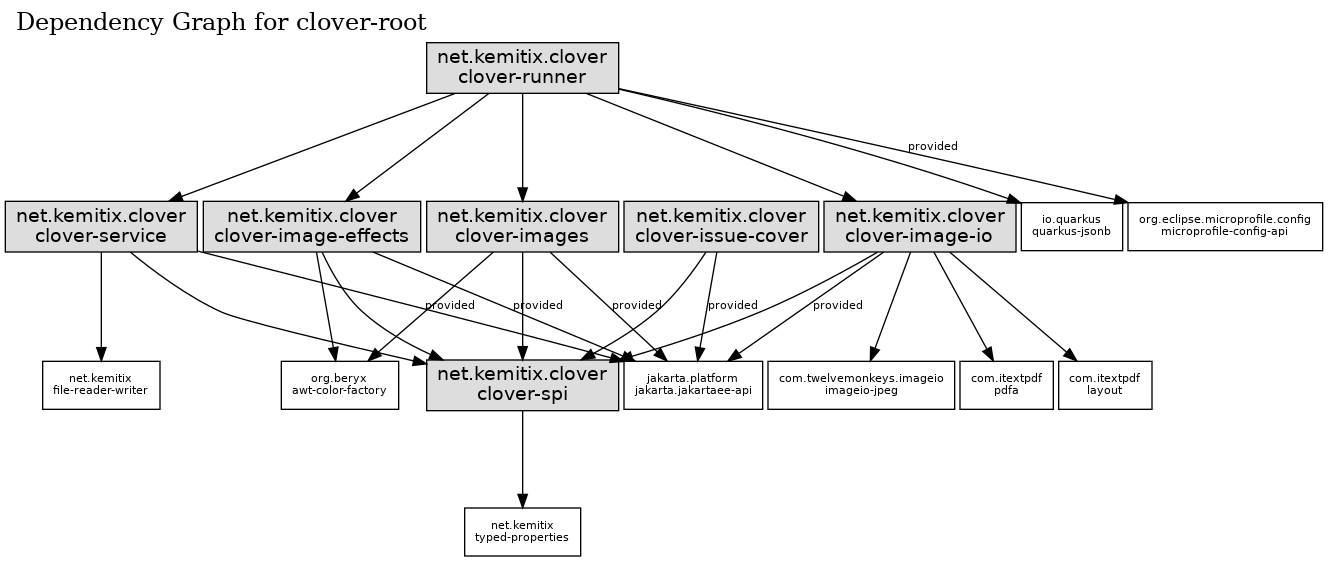 Dependency Graph for clover-root
net.kemitix.clover
clover-runner
provided
net.kemitix.clover
clover-service
net.kemitix.clover
clover-image-effects
net.kemitix.clover
clover-images
net.kemitix.clover
clover-issue-cover
net.kemitix.clover
clover-image-io
io.quarkus
quarkus-jsonb
org.eclipse.microprofile.config
microprofile-config-api
provided
provided
provided
provided
provided
net.kemitix
file-reader-writer
org.beryx
awt-color-factory
net.kemitix.clover
clover-spi
jakarta.platform
jakarta.jakartaee-api
com.twelvemonkeys.imageio
imageio-jpeg
com.itextpdf
pdfa
com.itextpdf
layout
net.kemitix
typed-properties